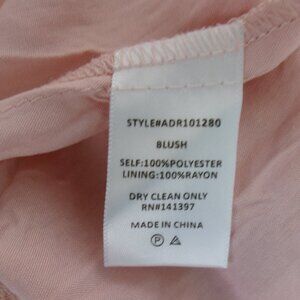 STYLE#ADR101280
BLUSH
SELF:100%POLYESTER
LINING:100%RAYON
DRY CLEAN ONLY
RN#141397
MADE IN CHINA
P